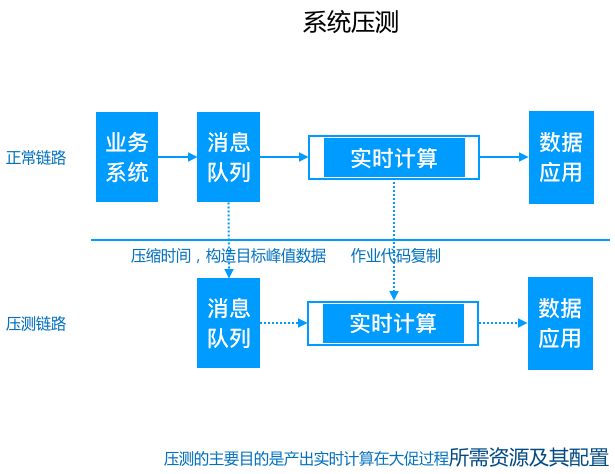 系统压测
正常链路
业务
系统
消息
队列
实时计算
数据
应用
压缩时间，构造目标峰值数据
作业代码复制
压测链路
消息
队列
实时计算
数据
应用
压测的主要目的是产出实时计算在大促过程所需资源及其配置